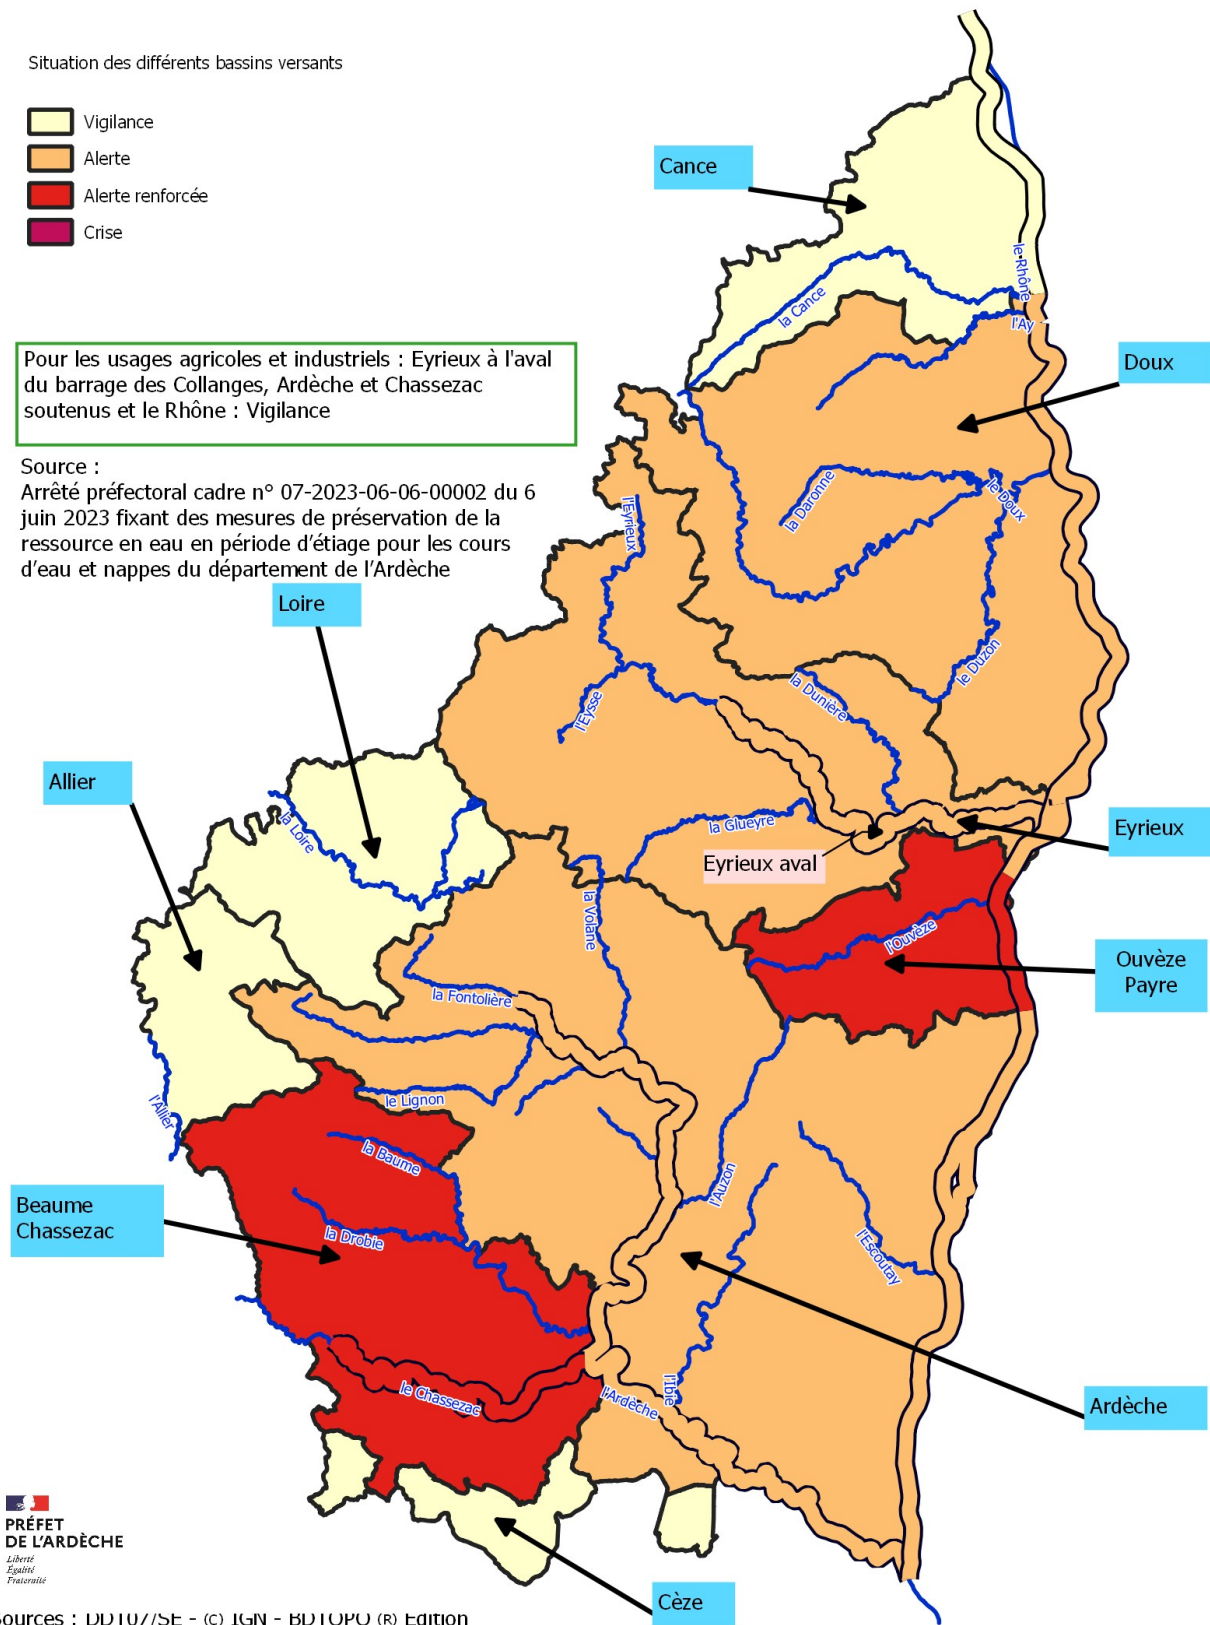 Situation des différents bassins versants
Vigilance
Alerte
Alerte renforcée
Crise
Cance
le Rhône
la Cance
l'Ay
Pour les usages agricoles et industriels : Eyrieux à l'aval
du barrage des Collanges, Ardèche et Chassezac
soutenus et le Rhône : Vigilance
Doux
Source :
Arrêté préfectoral cadre n° 07-2023-06-06-00002 du 6
juin 2023 fixant des mesures de préservation de la
ressource en eau en période d'étiage pour les cours
d'eau et nappes du département de l'Ardèche
l'Eyrieux
la Daronne
le Doux
Loire
le Duzon
la Dunière
l'Eysse
Allier
la Loire
la Glueyre
Eyrieux
Eyrieux aval
la Volane
l'Ouvèze
Ouvèze
Payre
la Fontolière
le Lignon
l'Allier
la Baume
l'Auzon
Beaume
Chassezac
la Drobie
l'Escoutay
le Chassezac
l'Ardèche
l'Ibie
Ardèche
PRÉFET
DE L'ARDÈCHE
Liberté
Égalité
Fraternité
Cèze
Sources : DDT07/SE - (C) IGN - BDTOPO (R) Edition